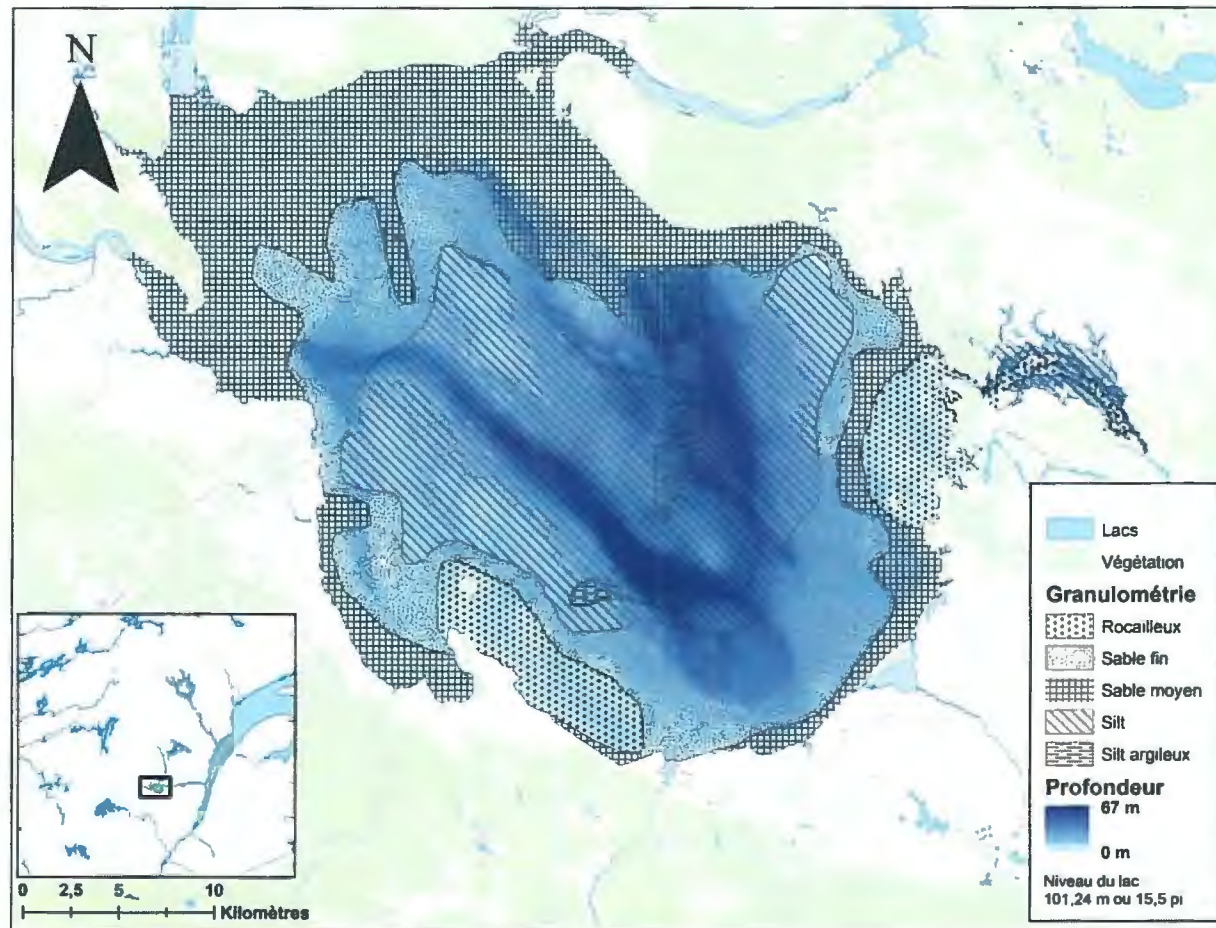 N
Lacs
Végétation
Granulométrie
Rocailleux
Sable fin
Sable moyen
Silt
Silt argileux
Profondeur
67 m
0 m
Niveau du lac
101,24 m ou 15,5 pi
0 2,5 5 10
Kilomètres